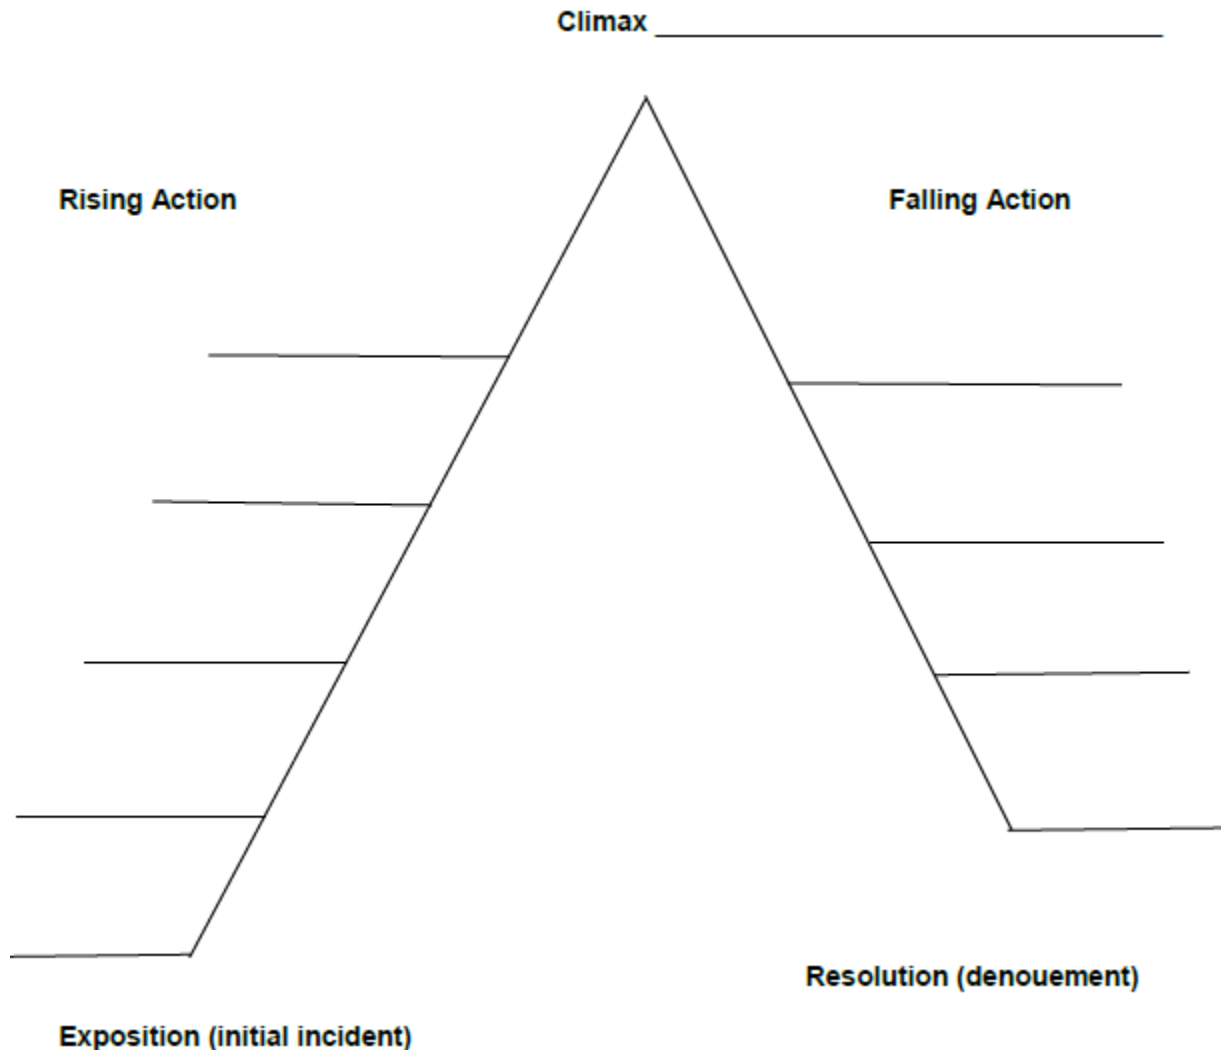 Climax
Rising Action
Falling Action
Resolution (denouement)
Exposition (initial incident)